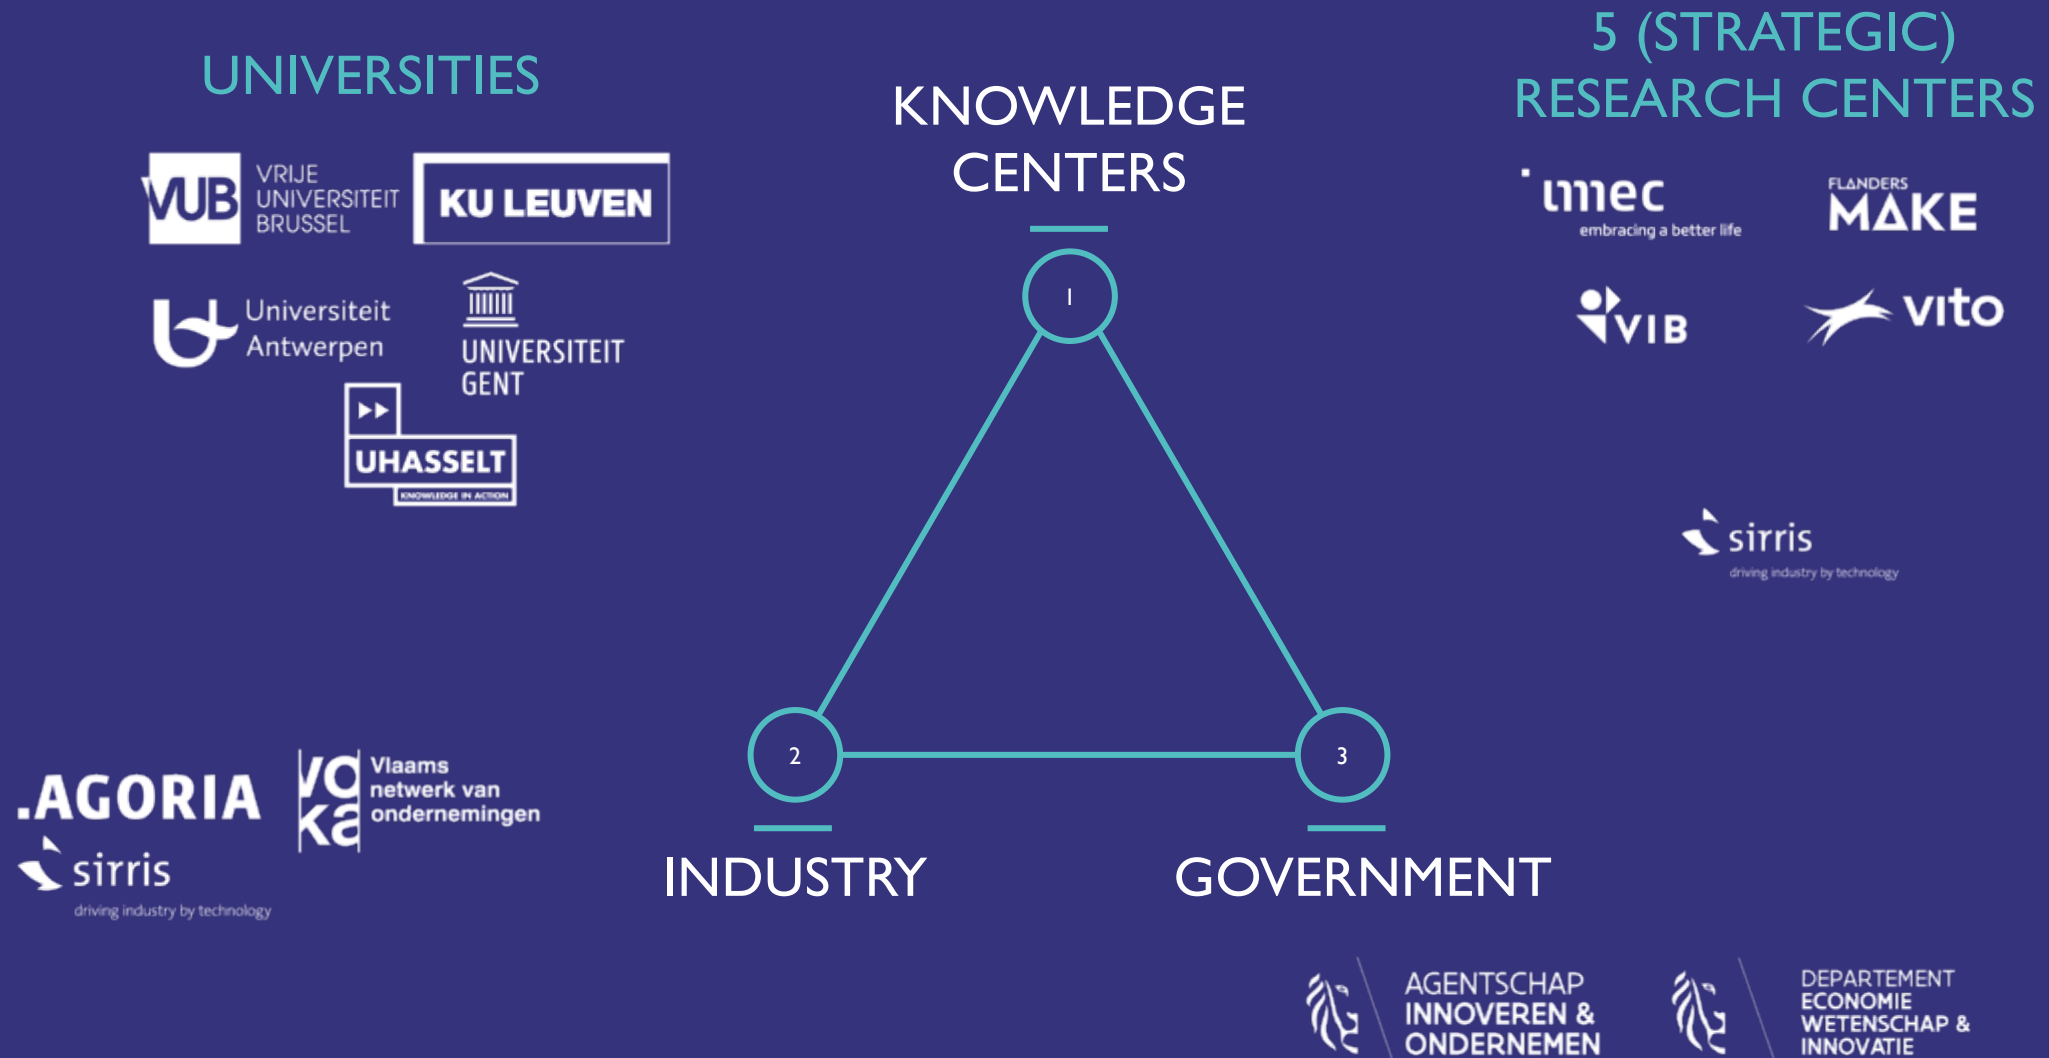 UNIVERSITIES
VUB
VRIJE
UNIVERSITEIT
BRUSSEL
KU LEUVEN
Universiteit
Antwerpen
UNIVERSITEIT
GENT
UHASSELT
KNOWLEDGE IN ACTION
KNOWLEDGE
CENTERS
1
5 (STRATEGIC)
RESEARCH CENTERS
imec
embracing a better life
FLANDERS
MAKE
VIB
vito
sirris
driving industry by technology
2
3
.AGORIA
VO
Ka
Vlaams
netwerk van
ondernemingen
sirris
driving industry by technology
INDUSTRY
GOVERNMENT
AGENTSCHAP
INNOVEREN &
ONDERNEMEN
DEPARTEMENT
ECONOMIE
WETENSCHAP &
INNOVATIE